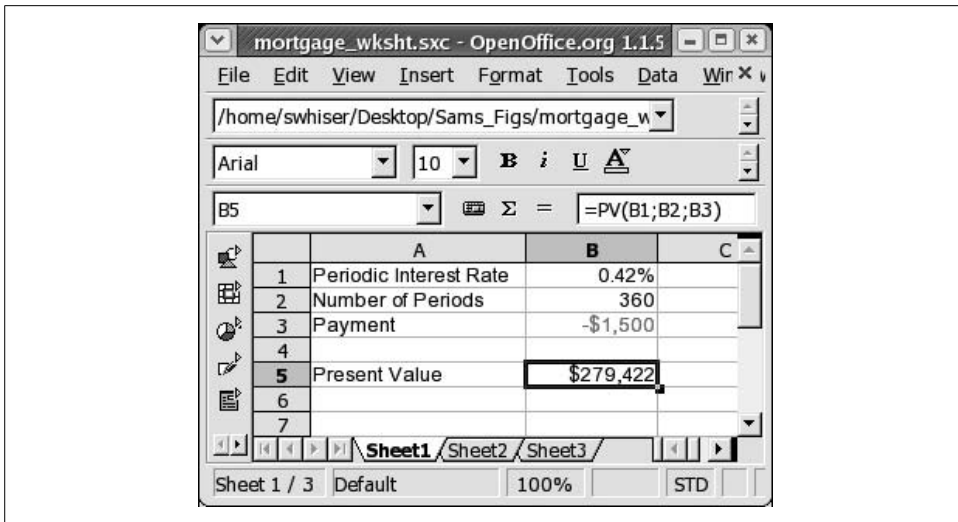 mortgage_wksht.sxc - OpenOffice.org 1.1.5
File Edit View Insert Format Tools Data
/home/swhiser/Desktop/Sams_Figs/mortgage_w
Arial 10 B i U A
B5 Σ = =PV(B1;B2;B3)
A B C
1 Periodic Interest Rate 0.42%
2 Number of Periods 360
3 Payment -$1,500
4
5 Present Value $279,422
6
7
Sheet1 Sheet2 Sheet3
Sheet 1 / 3 Default 100% STD